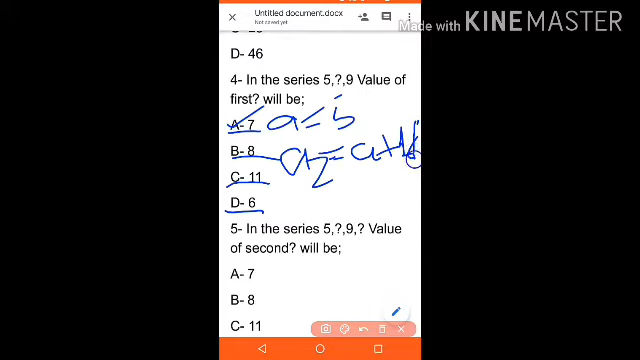 Untitled document.docx
Not saved yet
Made with KINEMASTER
D- 46
4- In the series 5,?,9 Value of
first? will be;
A- 7
a = 5
B- 8
C- 11
D- 6
5- In the series 5,?,9,? Value
of second? will be;
A- 7
B- 8
C- 11